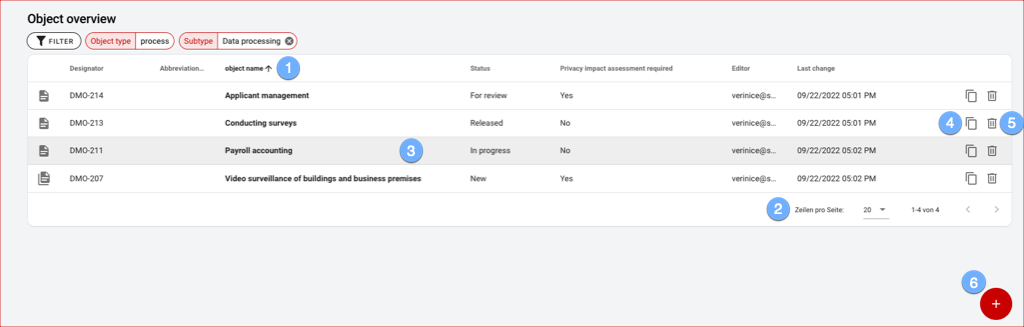 Object overview
FILTER Object type process Subtype Data processing
Designator Abbreviation... object name 1 Status Privacy impact assessment required Editor Last change
DMO-214 Applicant management For review Yes verinice@s... 09/22/2022 05:01 PM
DMO-213 Conducting surveys Released No verinice@s... 09/22/2022 05:01 PM 4 5
DMO-211 Payroll accounting 3 In progress No verinice@s... 09/22/2022 05:02 PM
DMO-207 Video surveillance of buildings and business premises New Yes verinice@s... 09/22/2022 05:02 PM
2 Zeilen pro Seite: 20 1-4 von 4
6
+